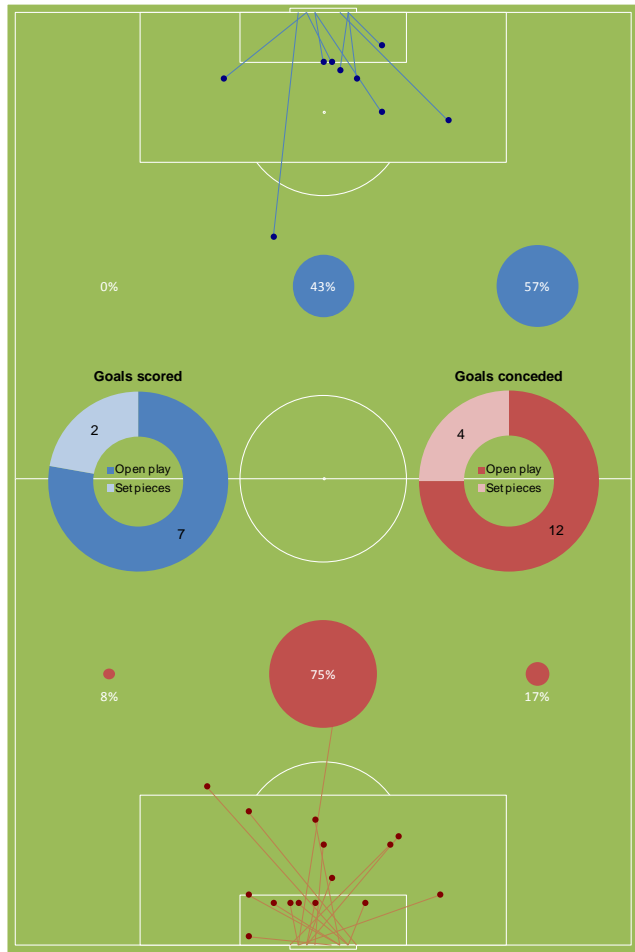 0%
43%
57%
Goals scored
Goals conceded
2
4
Open play
Set pieces
Open play
Set pieces
7
12
75%
8%
17%